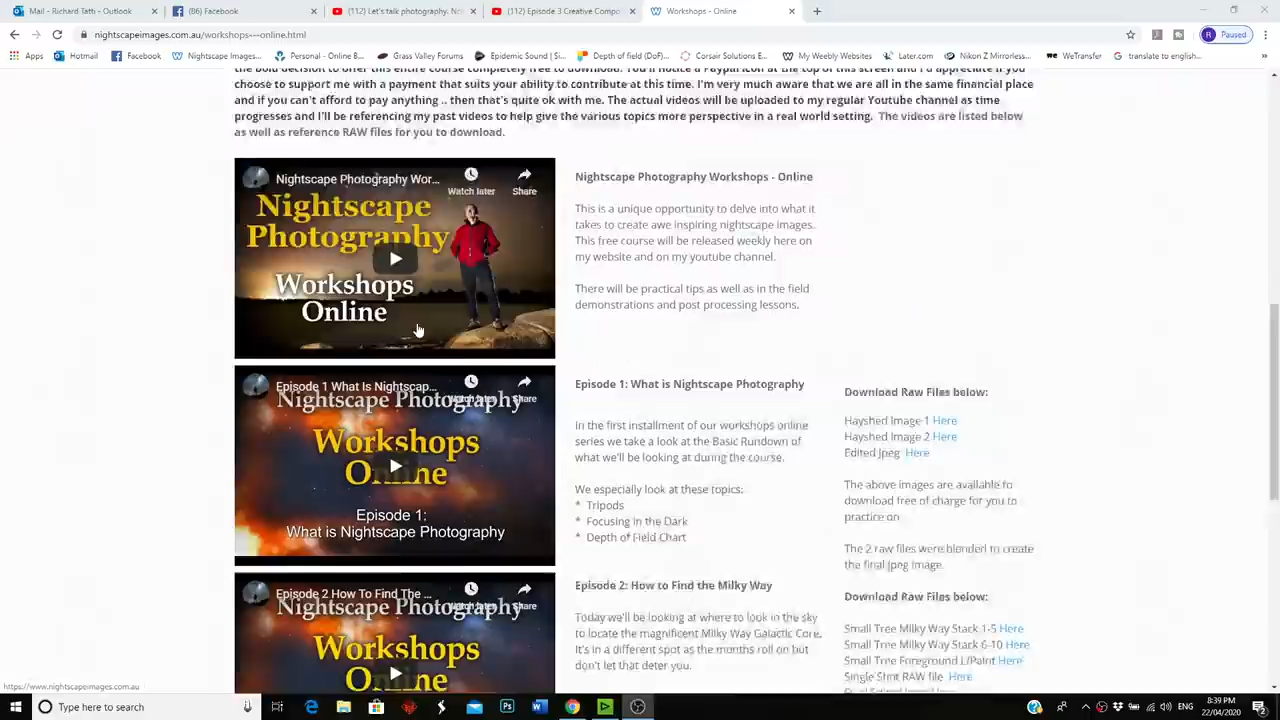 Mail - Richard Tatti - Outlook
(86) Facebook
(112) Let's talk photography. N
(112) Episode 3 Creative Compo
Workshops - Online
nightscapeimages.com.au/workshops---online.html
Paused
Apps
Hotmail
Facebook
Nightscape Images...
Personal - Online B...
Grass Valley Forums
Epidemic Sound | Si...
Depth of field (DoF)...
Corsair Solutions E...
My Weebly Websites
Later.com
Nikon Z Mirrorless...
WeTransfer
translate to english...
the bold decision to offer this entire course completely free to download. You'll notice a Paypal icon at the top of this screen and I'd appreciate if you
choose to support me with a payment that suits your ability to contribute at this time. I'm very much aware that we are all in the same financial place
and if you can't afford to pay anything .. then that's quite ok with me. The actual videos will be uploaded to my regular Youtube channel as time
progresses and I'll be referencing my past videos to help give the various topics more perspective in a real world setting. The videos are listed below
as well as reference RAW files for you to download.
Nightscape Photography Wor...
Watch later
Share
Nightscape
Photography
Workshops
Online
Nightscape Photography Workshops - Online
This is a unique opportunity to delve into what it
takes to create awe inspiring nightscape images.
This free course will be released weekly here on
my website and on my youtube channel.
There will be practical tips as well as in the field
demonstrations and post processing lessons.
Episode 1 What Is Nightscap...
Watch later
Share
Nightscape Photography
Workshops
Online
Episode 1:
What is Nightscape Photography
Episode 1: What is Nightscape Photography
In the first installment of our workshops online
series we take a look at the Basic Rundown of
what we'll be looking at during the course.
We especially look at these topics:
* Tripods
* Focusing in the Dark
* Depth of Field Chart
Download Raw Files below:
Hayshed Image 1 Here
Hayshed Image 2 Here
Edited Jpeg Here
The above images are available to
download free of charge for you to
practice on
The 2 raw files were blended to create
the final jpeg image.
Episode 2 How To Find The ...
Watch later
Share
Nightscape Photography
Workshops
Online
Episode 2: How to Find the Milky Way
Today we'll be looking at where to look in the sky
to locate the magnificent Milky Way Galactic Core.
It's in a different spot as the months roll on but
don't let that deter you.
Download Raw Files below:
Small Tree Milky Way Stack 1-5 Here
Small Tree Milky Way Stack 6-10 Here
Small Tree Foreground L/Paint Here
Single Shot RAW file Here
https://www.nightscapeimages.com.au
Type here to search
ENG
8:39 PM
22/04/2020